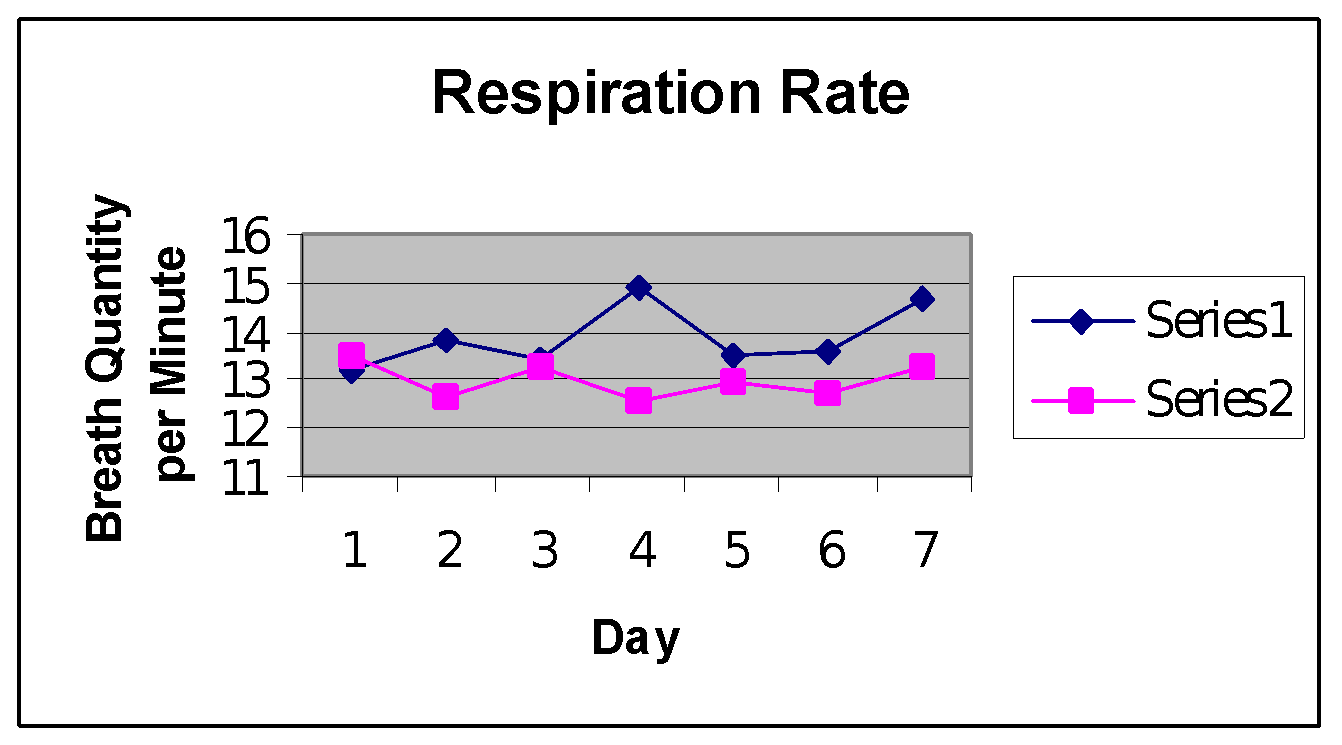 Respiration Rate
Breath Quantity
per Minute
16
15
14
13
12
11
1 2 3 4 5 6 7
Day
Series1
Series2